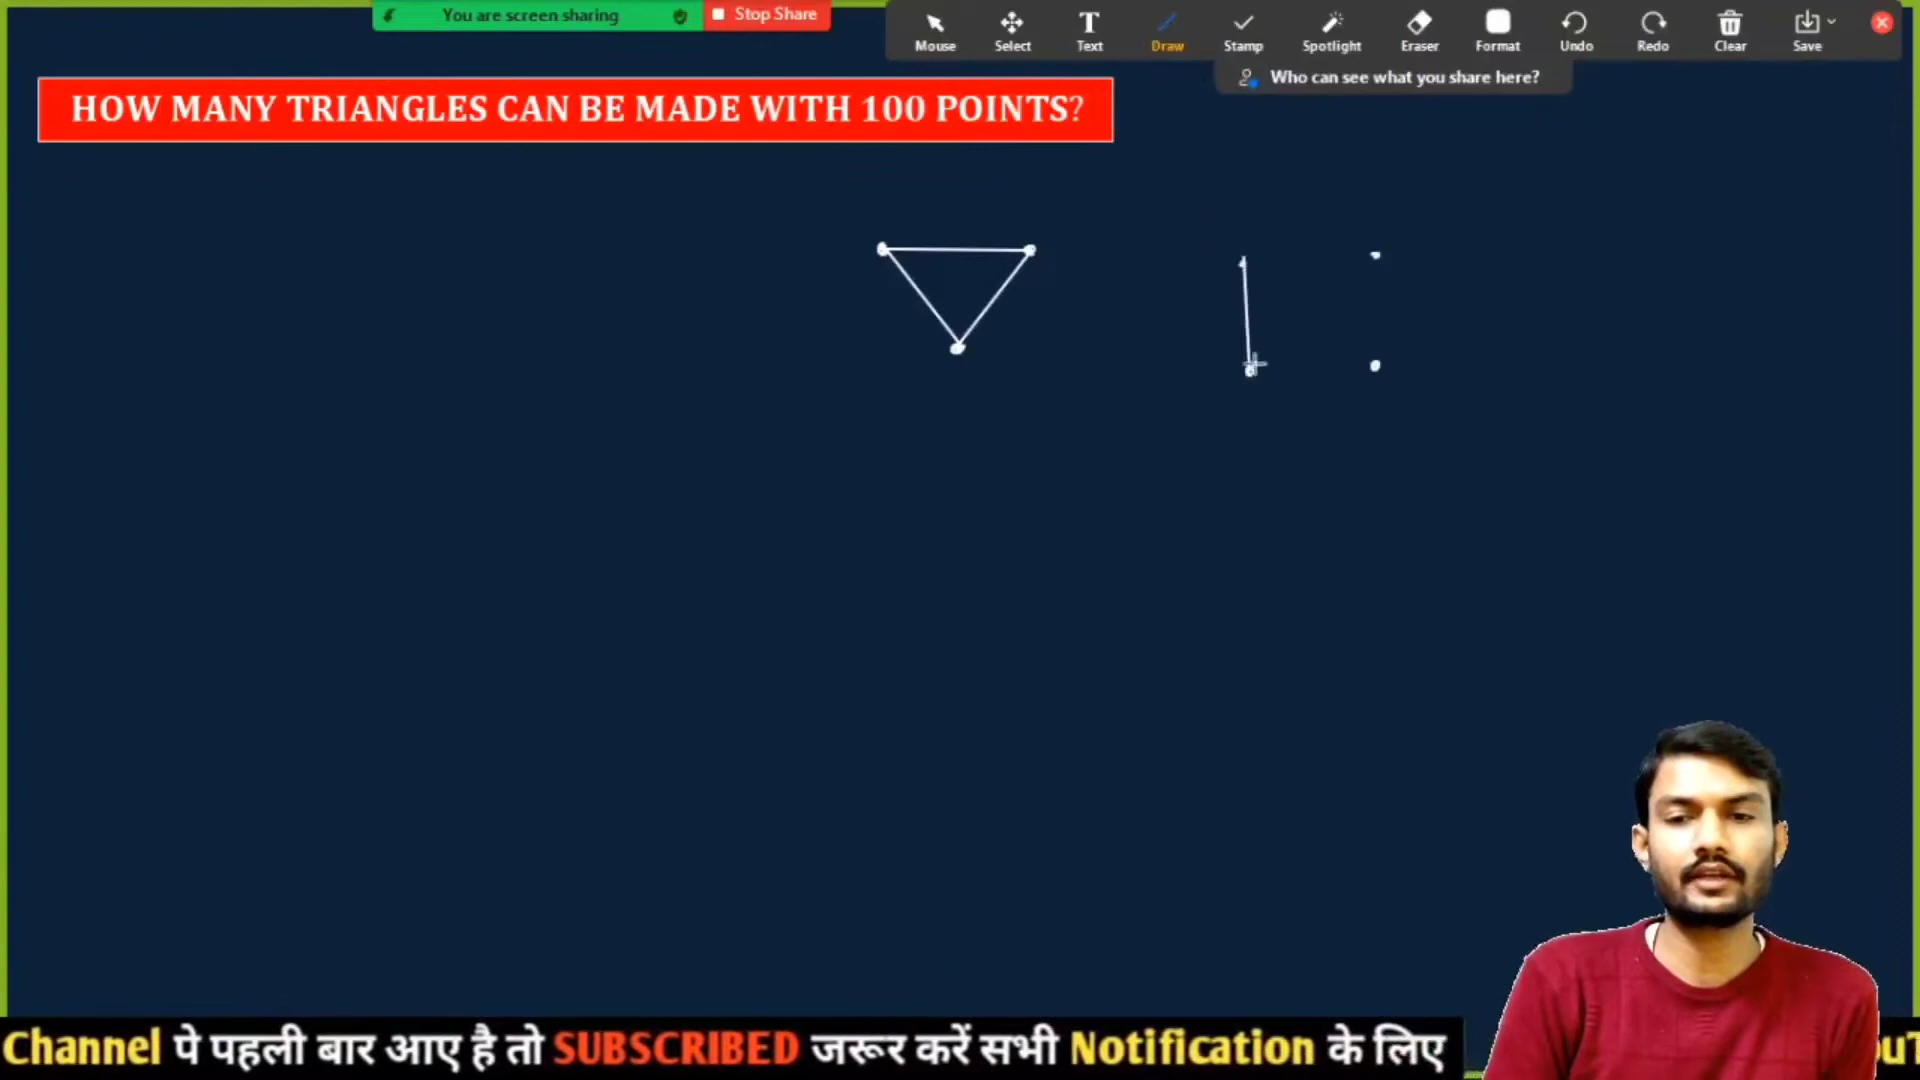 You are screen sharing
Stop Share
Mouse
Select
Text
Draw
Stamp
Spotlight
Eraser
Format
Undo
Redo
Clear
Save
Who can see what you share here?
HOW MANY TRIANGLES CAN BE MADE WITH 100 POINTS?
Channel पे पहली बार आए है तो SUBSCRIBED जरूर करें सभी Notification के लिए